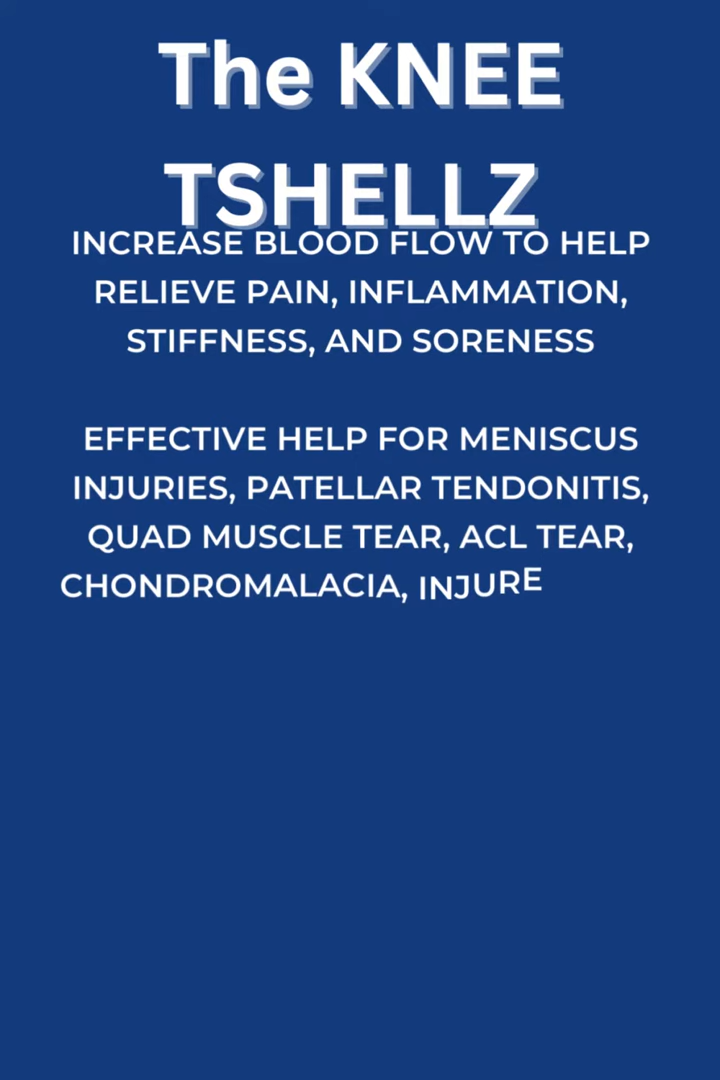 The KNEE
TSHELLZ
INCREASE BLOOD FLOW TO HELP
RELIEVE PAIN, INFLAMMATION,
STIFFNESS, AND SORENESS
EFFECTIVE HELP FOR MENISCUS
INJURIES, PATELLAR TENDONITIS,
QUAD MUSCLE TEAR, ACL TEAR,
CHONDROMALACIA, INJURE